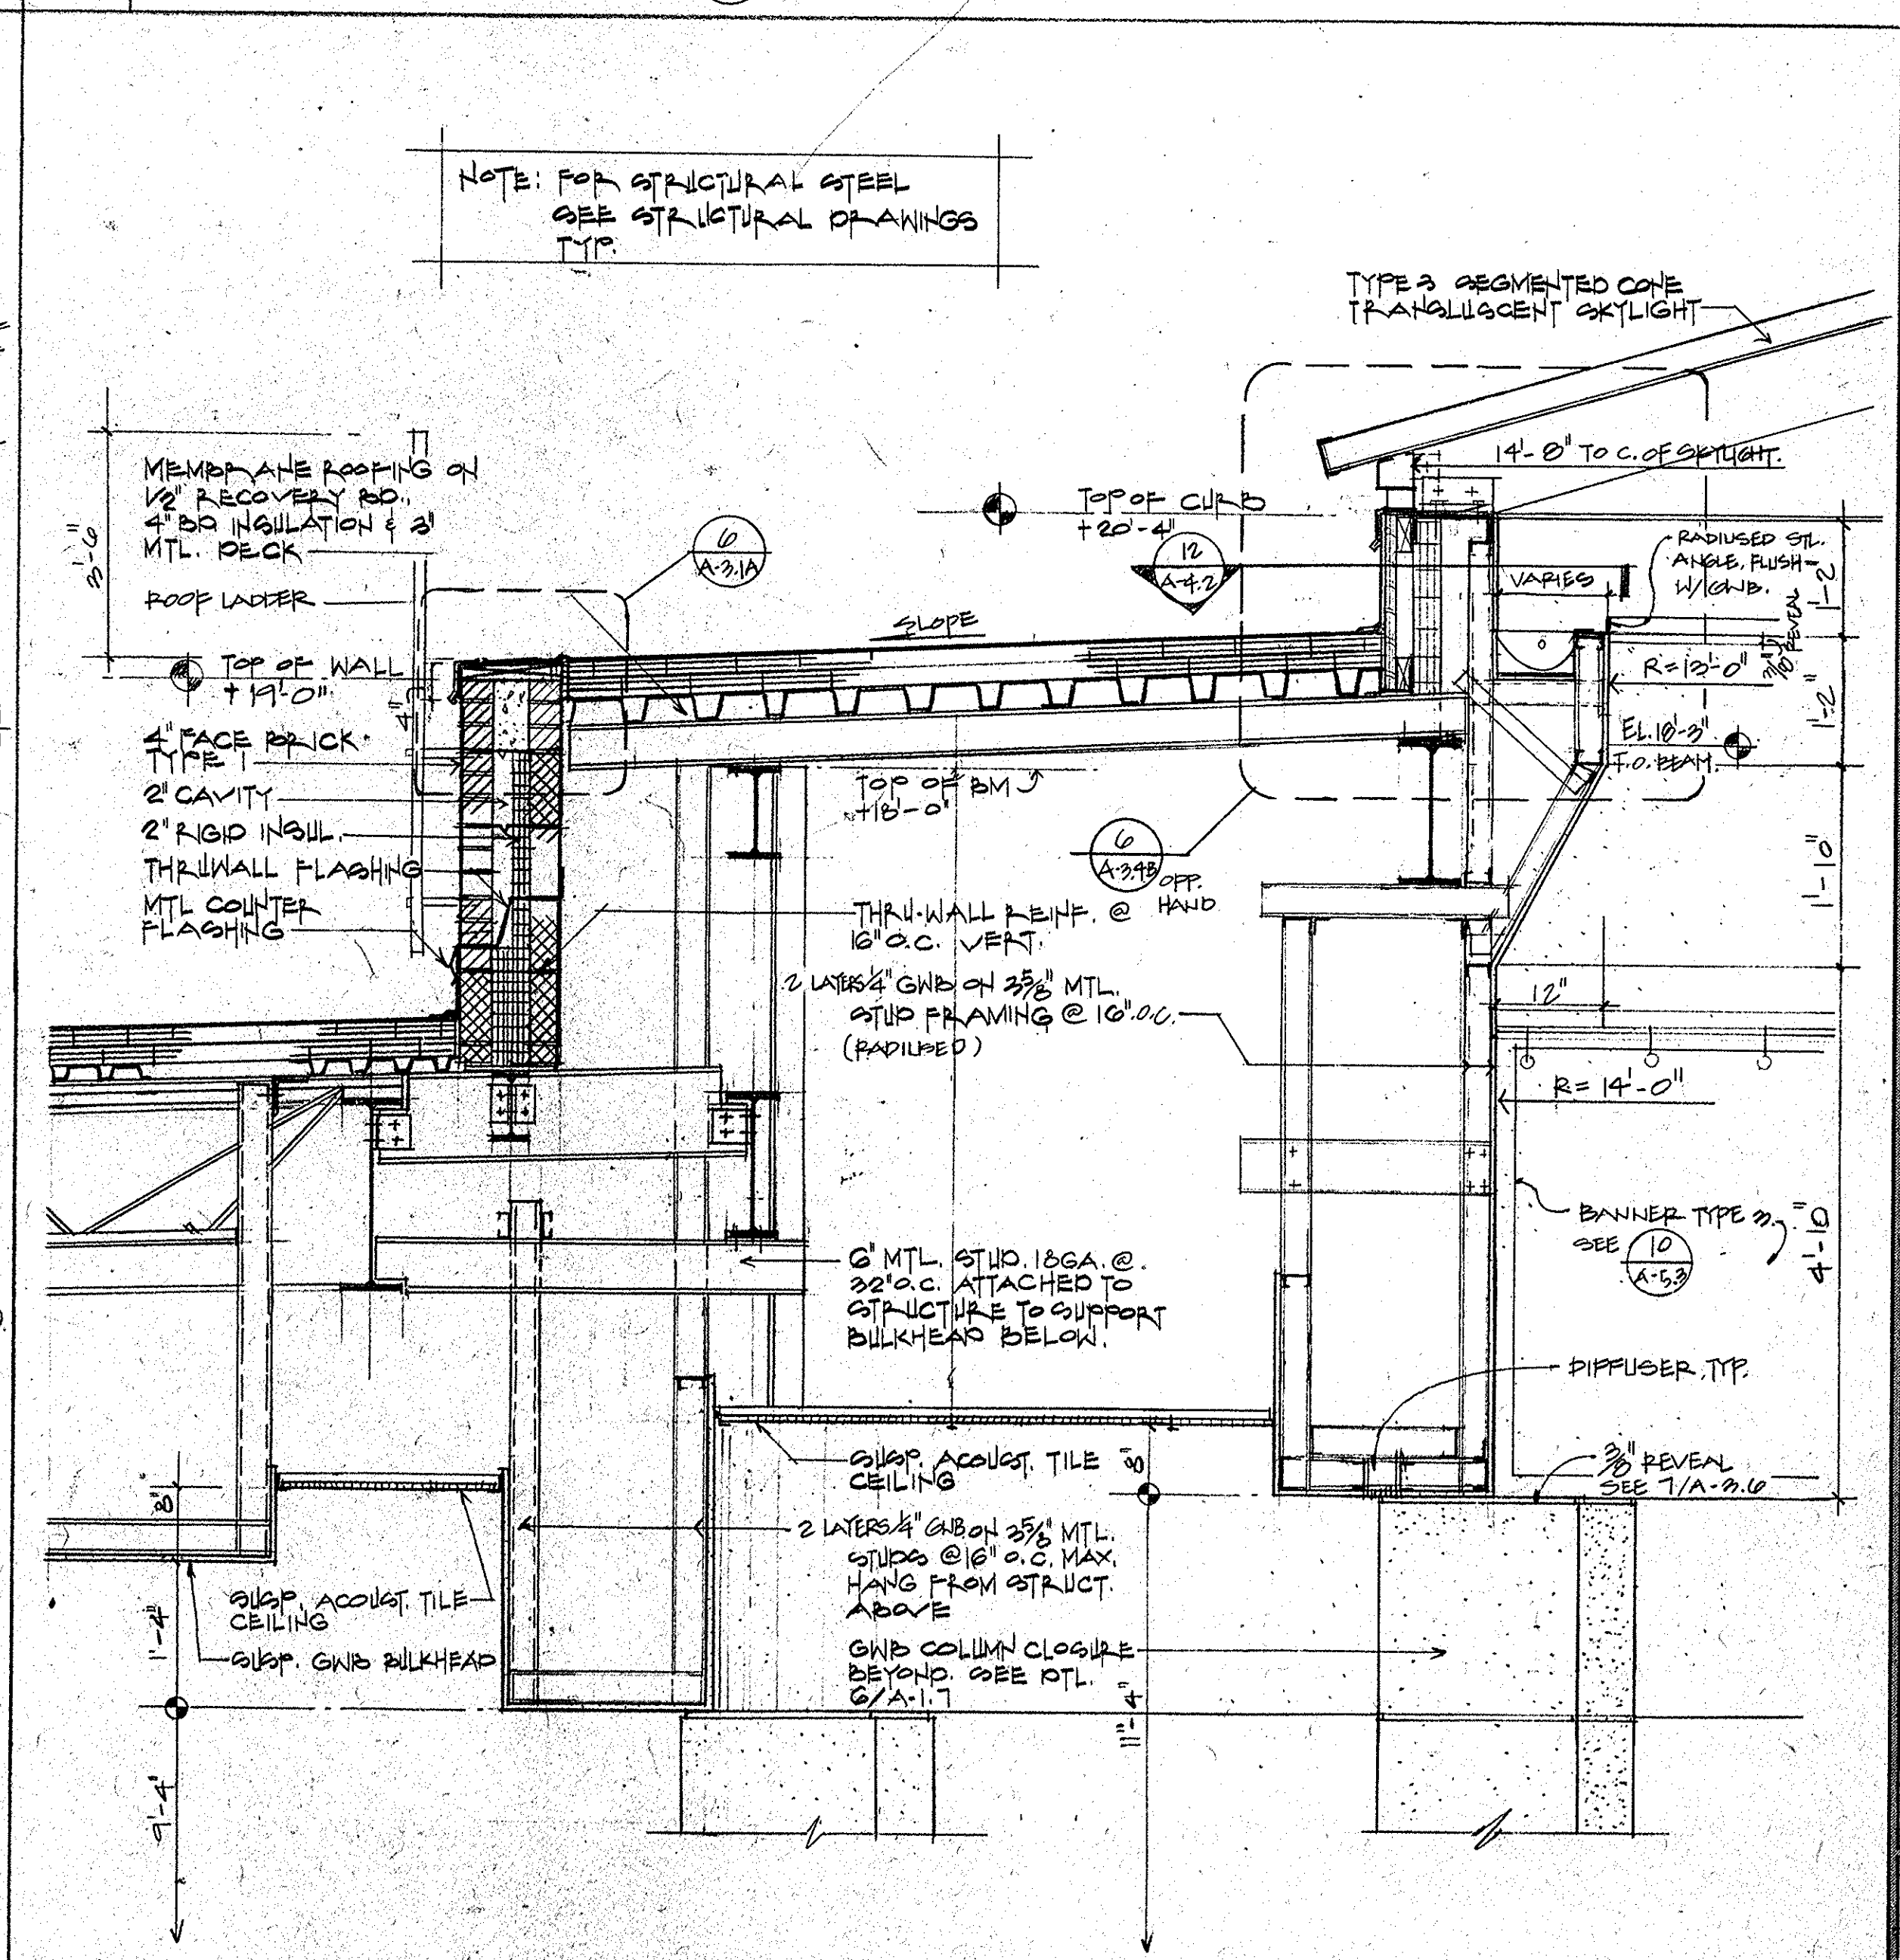 NOTE: FOR STRUCTURAL STEEL
SEE STRUCTURAL DRAWINGS
TYP.
TYPE 3 SEGMENTED CONE
TRANSLUSCENT SKYLIGHT
14'-8" TO C. OF SKYLIGHT.
MEMBRANE ROOFING ON
1/2" RECOVERY BD.,
4" BD INSULATION & 3"
MTL. DECK
3'-6"
ROOF LADDER
6
A-3.1A
TOP OF CURB
+20'-4"
12
A-4.2
RADIUSED STL.
ANGLE, FLUSH
W/GWB.
VARIES
1'-2"
SLOPE
TOP OF WALL
+19'-0"
4"
R=13'-0"
3/8" REVEAL
1'-2"
EL. 18'-3"
T.O. BEAM.
4" FACE BRICK
TYPE 1
2" CAVITY
2" RIGID INSUL.
THRUWALL FLASHING
MTL COUNTER
FLASHING
TOP OF BM
+18'-0"
6
A-3.4B
OPP.
HAND
1'-10"
THRU-WALL REINF. @
16" O.C. VERT.
2 LAYERS 1/4" GWB ON 3 5/8" MTL.
STUD FRAMING @ 16" O.C.
(RADIUSED)
12"
R = 14'-0"
BANNER TYPE 3.
SEE
10
A-5.3
4'-10"
6" MTL. STUD. 18GA. @
32" O.C. ATTACHED TO
STRUCTURE TO SUPPORT
BULKHEAD BELOW.
DIFFUSER, TYP.
SUSP. ACOUST. TILE
CEILING
8"
3/8" REVEAL
SEE 7/A-3.6
8"
2 LAYERS 1/4" GWB ON 3 5/8" MTL.
STUDS @16" O.C. MAX.
HANG FROM STRUCT.
ABOVE
SUSP. ACOUST. TILE
CEILING
1'-4"
SUSP. GWB BULKHEAD
GWB COLUMN CLOSURE
BEYOND. SEE DTL.
6/A-1.7
11'-4"
9'-4"